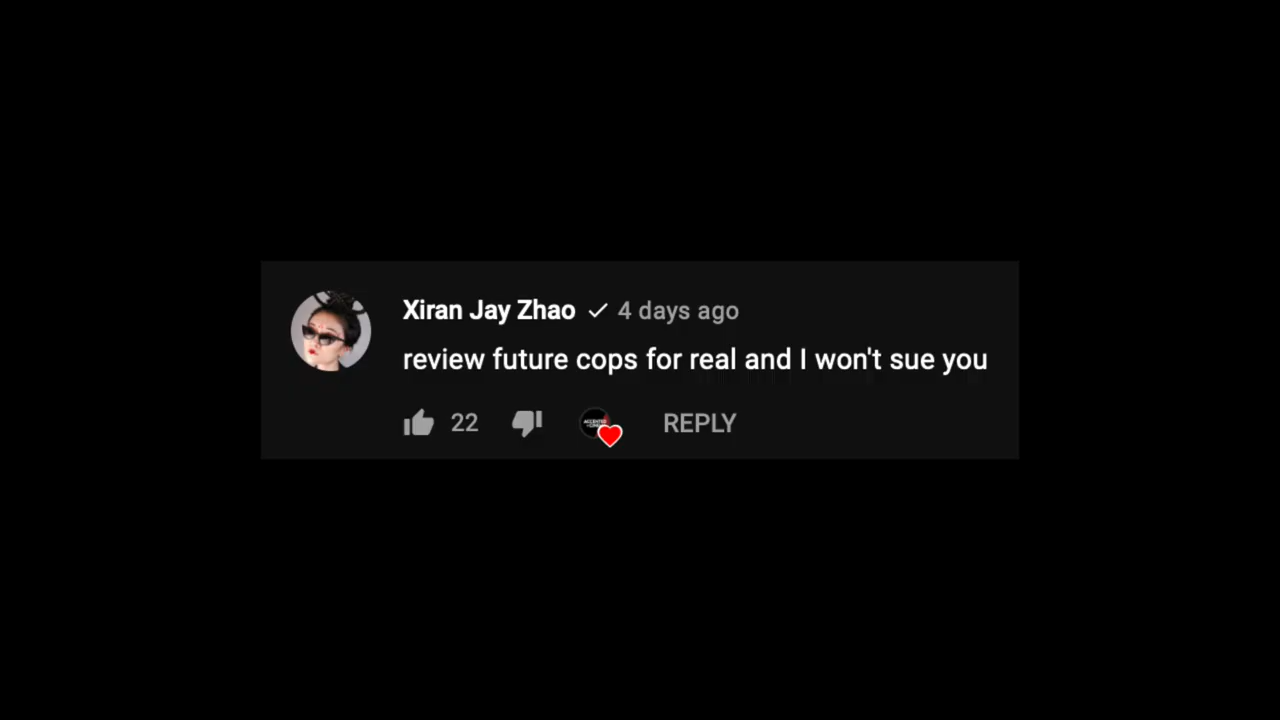 Xiran Jay Zhao 4 days ago
review future cops for real and I won't sue you
22 REPLY